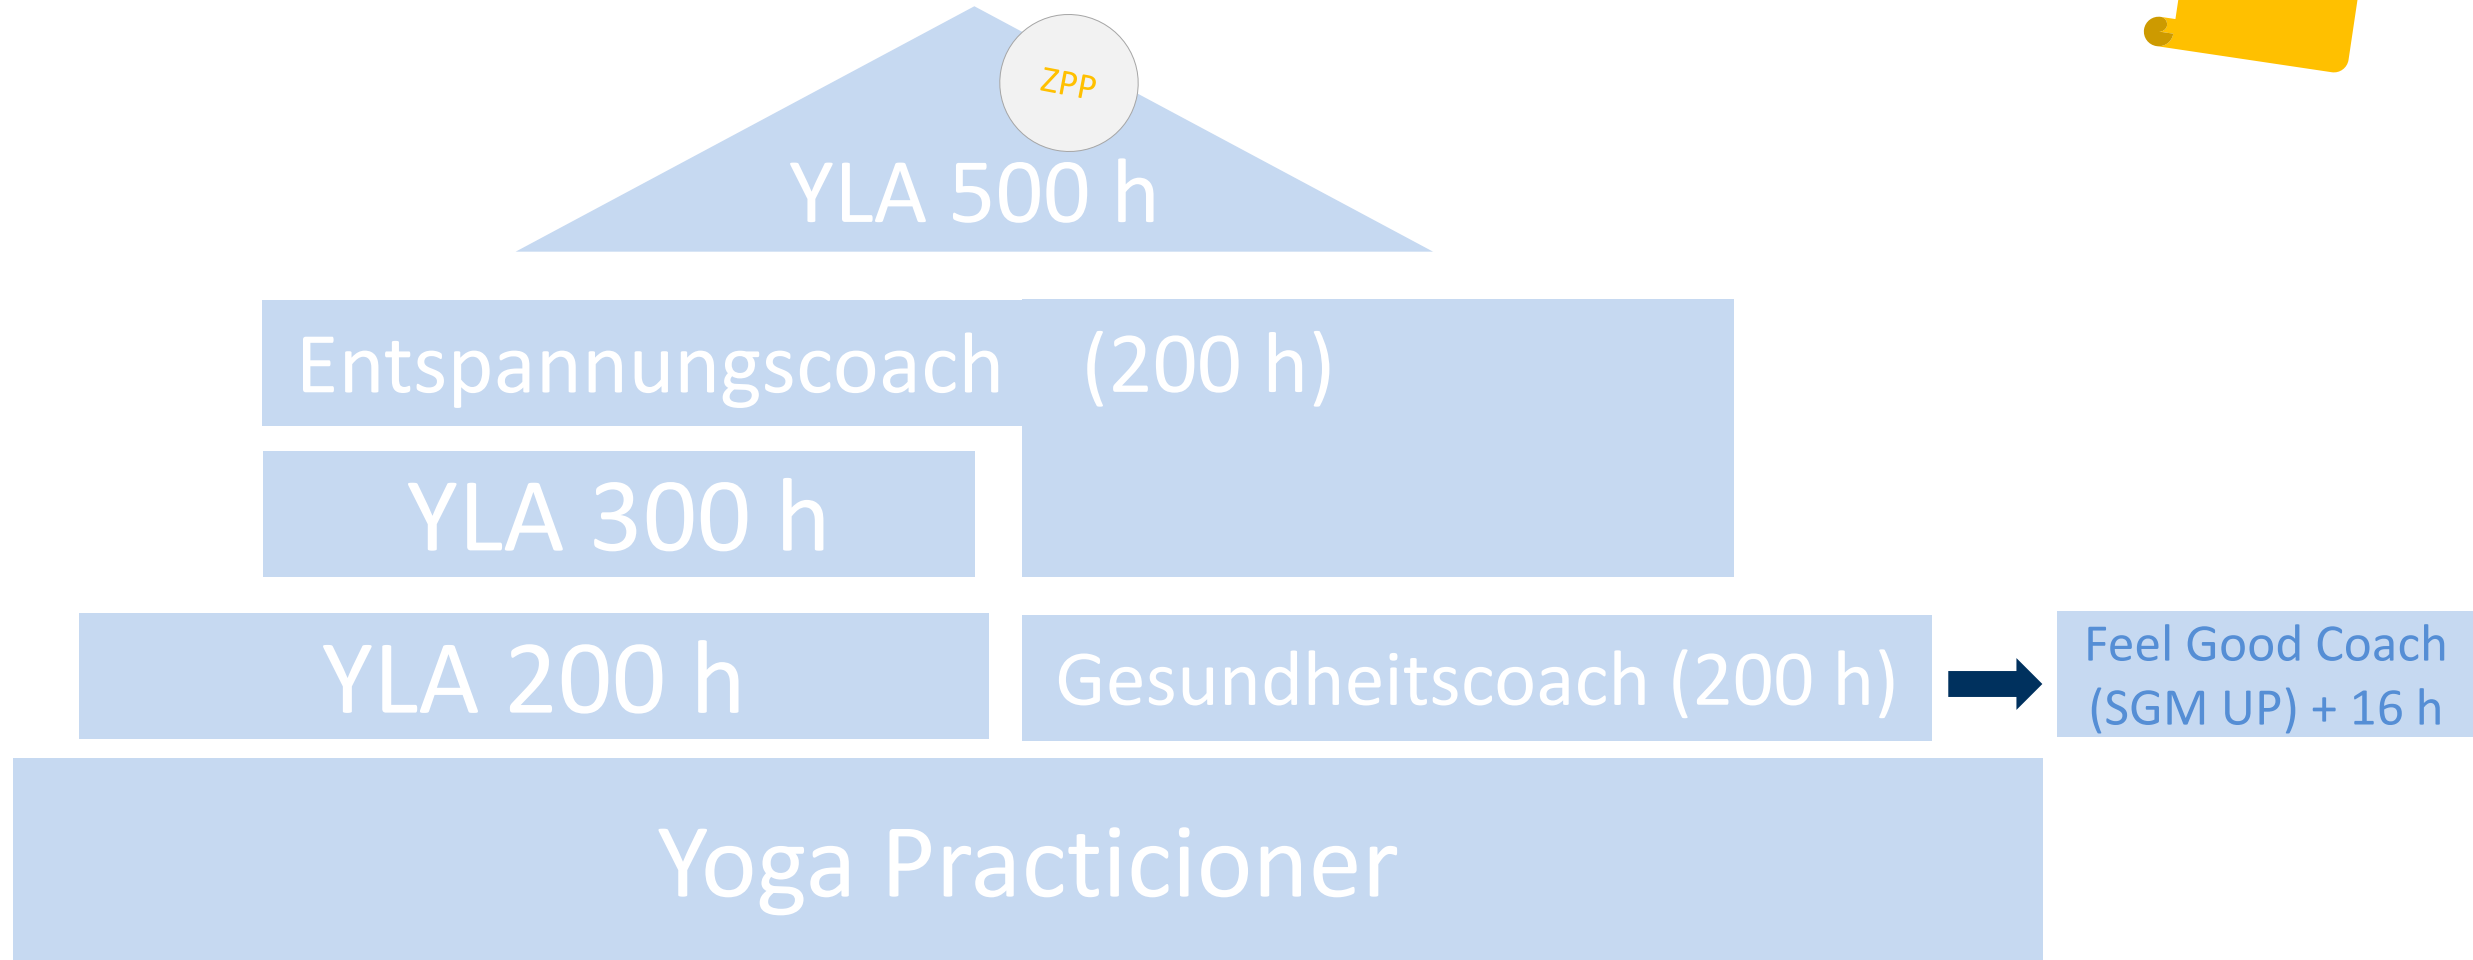 ZPP
YLA 500 h
Entspannungscoach (200 h)
YLA 300 h
YLA 200 h
Gesundheitscoach (200 h)
Feel Good Coach
(SGM UP) + 16 h
Yoga Practicioner